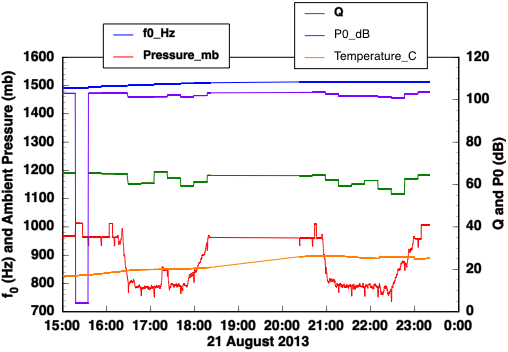 f0_Hz
Pressure_mb
Q
P0_dB
Temperature_C
f0 (Hz) and Ambient Pressure (mb)
1600
1500
1400
1300
1200
1100
1000
900
800
700
120
100
80
60
40
20
0
Q and P0 (dB)
15:00 16:00 17:00 18:00 19:00 20:00 21:00 22:00 23:00 0:00
21 August 2013